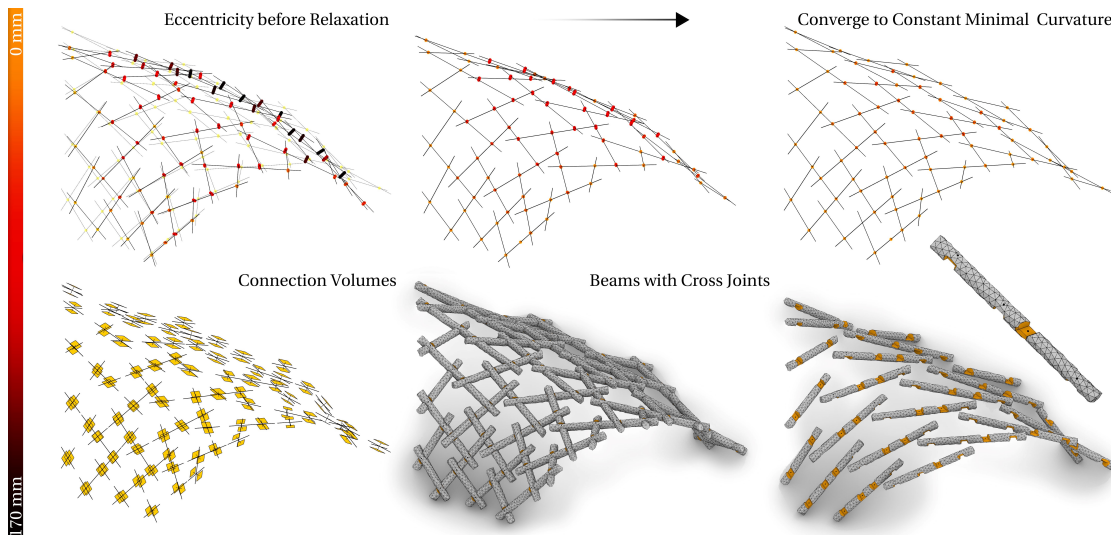 Eccentricity before Relaxation
Converge to Constant Minimal Curvature
0 mm
Connection Volumes
Beams with Cross Joints
170 mm